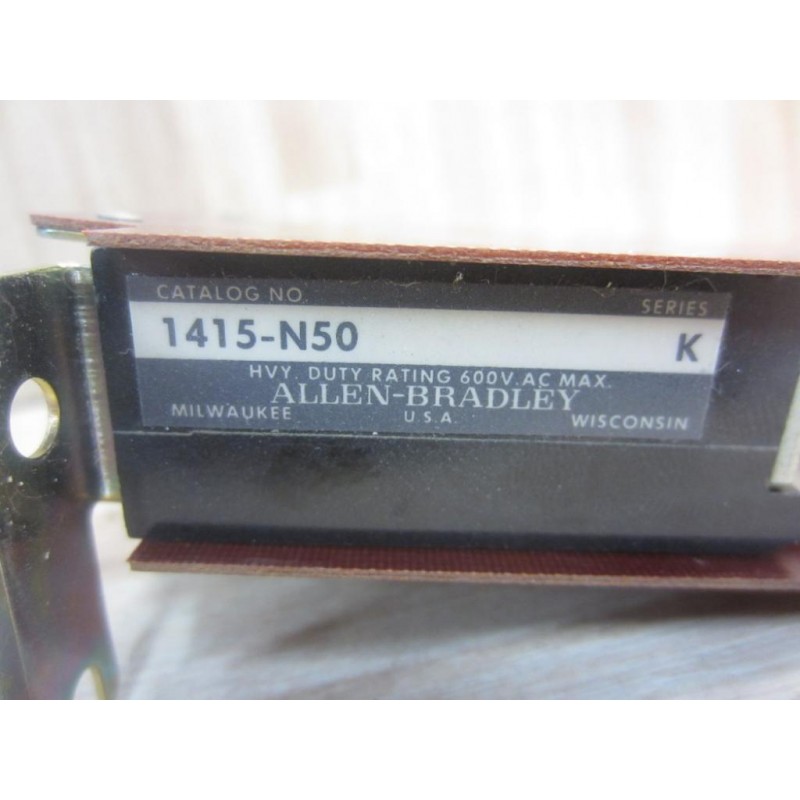 CATALOG NO. SERIES
1415-N50 K
HVY. DUTY RATING 600V. AC MAX.
ALLEN-BRADLEY
MILWAUKEE U.S.A. WISCONSIN